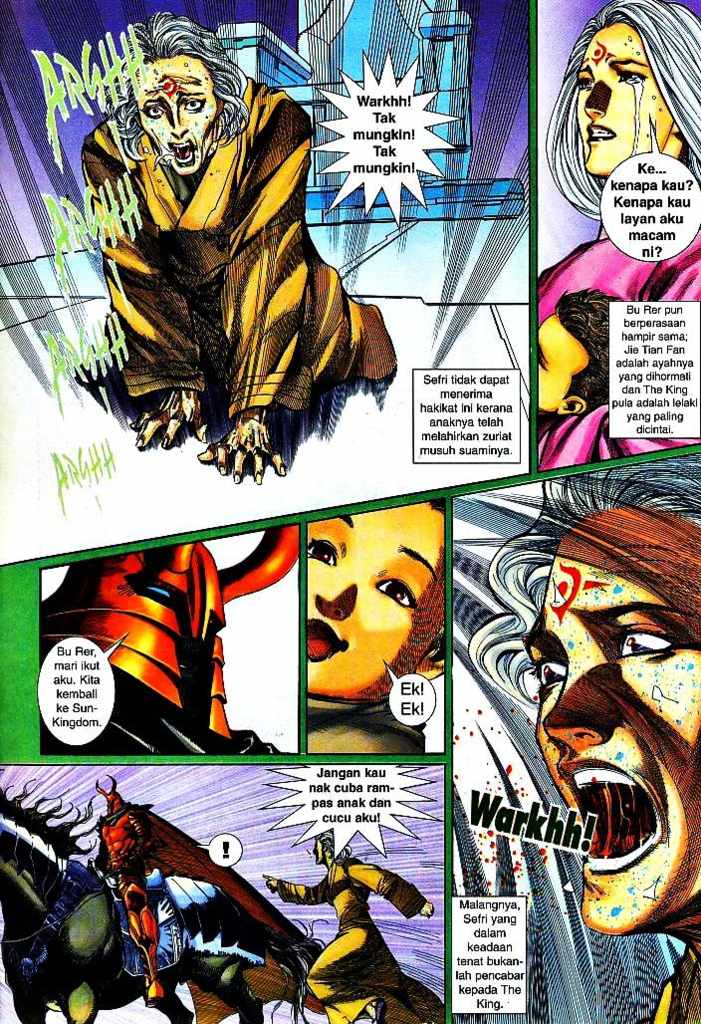 ARGHH
ARGHH
ARGHH
ARGHH
Warkhh!
Tak
mungkin!
Tak
mungkin!
Sefri tidak dapat
menerima
hakikat ini kerana
anaknya telah
melahirkan zuriat
musuh suaminya.
Ke...
kenapa kau?
Kenapa kau
layan aku
macam
ni?
Bu Rer pun
berperasaan
hampir sama;
Jie Tian Fan
adalah ayahnya
yang dihormati
dan The King
pula adalah lelaki
yang paling
dicintai.
Bu Rer,
mari ikut
aku. Kita
kembali
ke Sun-
Kingdom.
Ek!
Ek!
Warkhh!
Jangan kau
nak cuba ram-
pas anak dan
cucu aku!
!
Malangnya,
Sefri yang
dalam
keadaan
tenat bukan-
lah pencabar
kepada The
King.